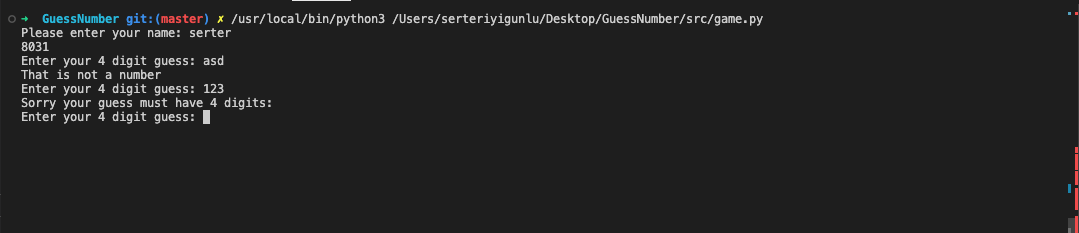 ➜ GuessNumber git:(master) ✗ /usr/local/bin/python3 /Users/serteriyigunlu/Desktop/GuessNumber/src/game.py
Please enter your name: serter
8031
Enter your 4 digit guess: asd
That is not a number
Enter your 4 digit guess: 123
Sorry your guess must have 4 digits:
Enter your 4 digit guess: